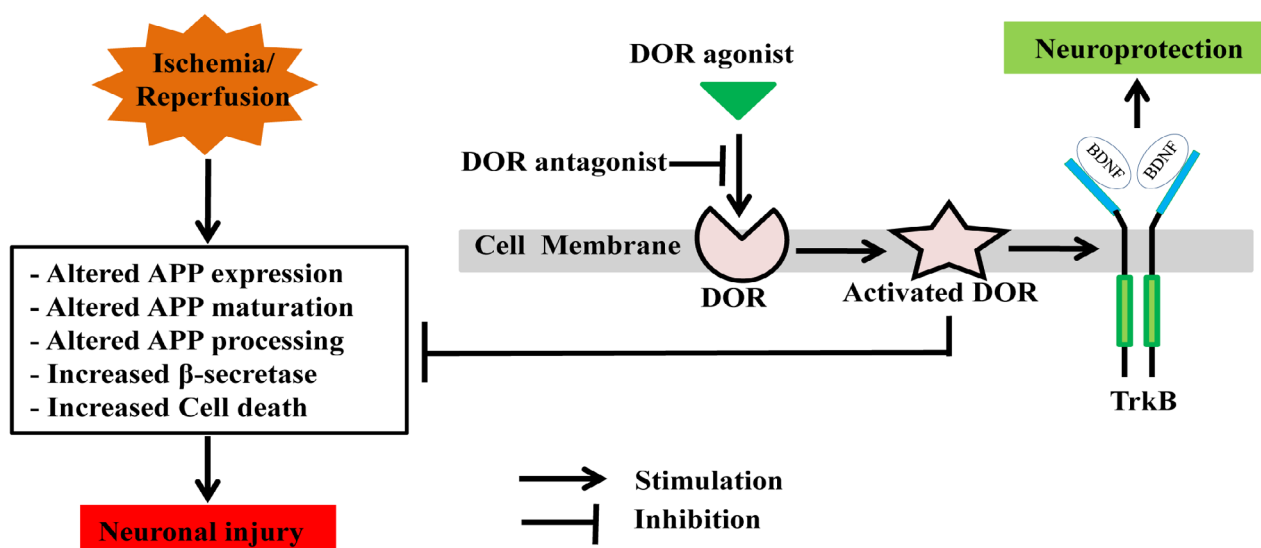 Ischemia/
Reperfusion
- Altered APP expression
- Altered APP maturation
- Altered APP processing
- Increased β-secretase
- Increased Cell death
Neuronal injury
DOR agonist
DOR antagonist
Cell Membrane
DOR
Activated DOR
Neuroprotection
BDNF
BDNF
TrkB
Stimulation
Inhibition